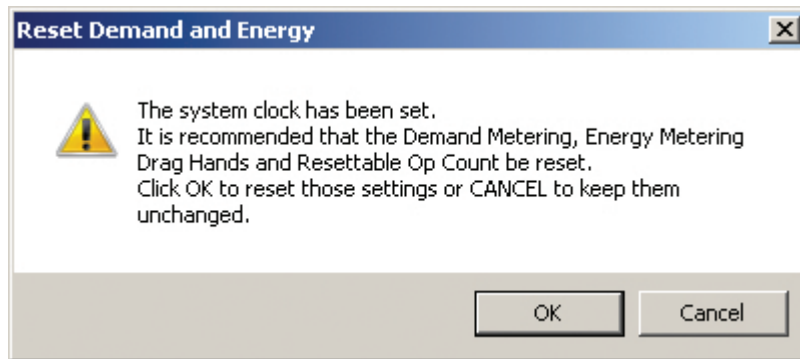 Reset Demand and Energy
The system clock has been set.
It is recommended that the Demand Metering, Energy Metering
Drag Hands and Resettable Op Count be reset.
Click OK to reset those settings or CANCEL to keep them
unchanged.
OK
Cancel